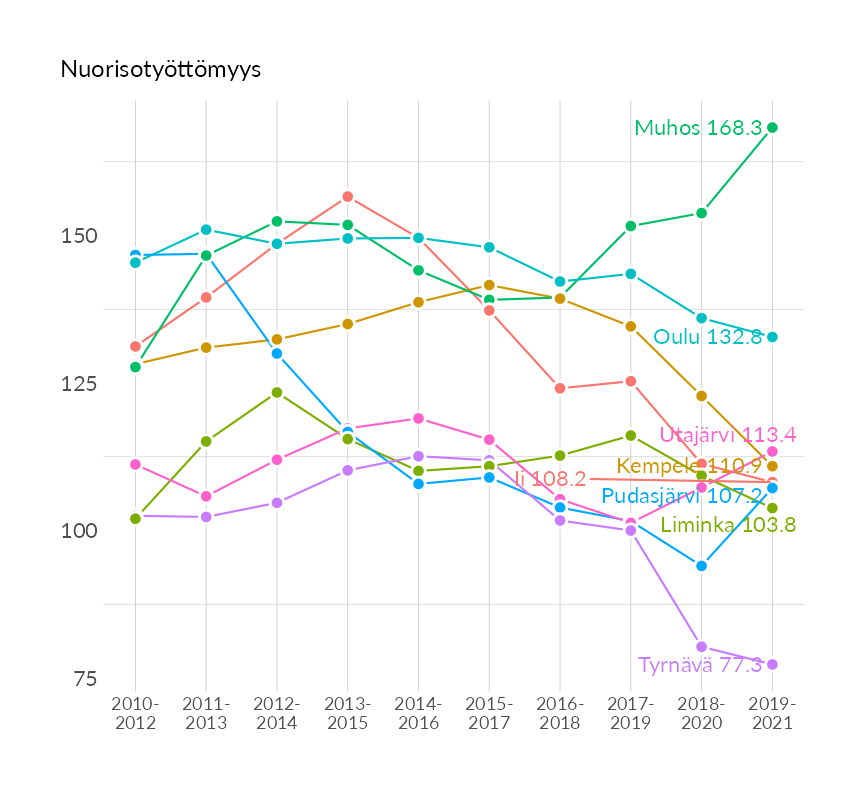 Nuorisotyöttömyys
Muhos 168.3
150
Oulu 132.8
125
Utajärvi 113.4
Kempele 110.9
Ii 108.2
Pudasjärvi 107.2
Liminka 103.8
100
Tyrnävä 77.3
75
2010- 2011- 2012- 2013- 2014- 2015- 2016- 2017- 2018- 2019-
2012 2013 2014 2015 2016 2017 2018 2019 2020 2021